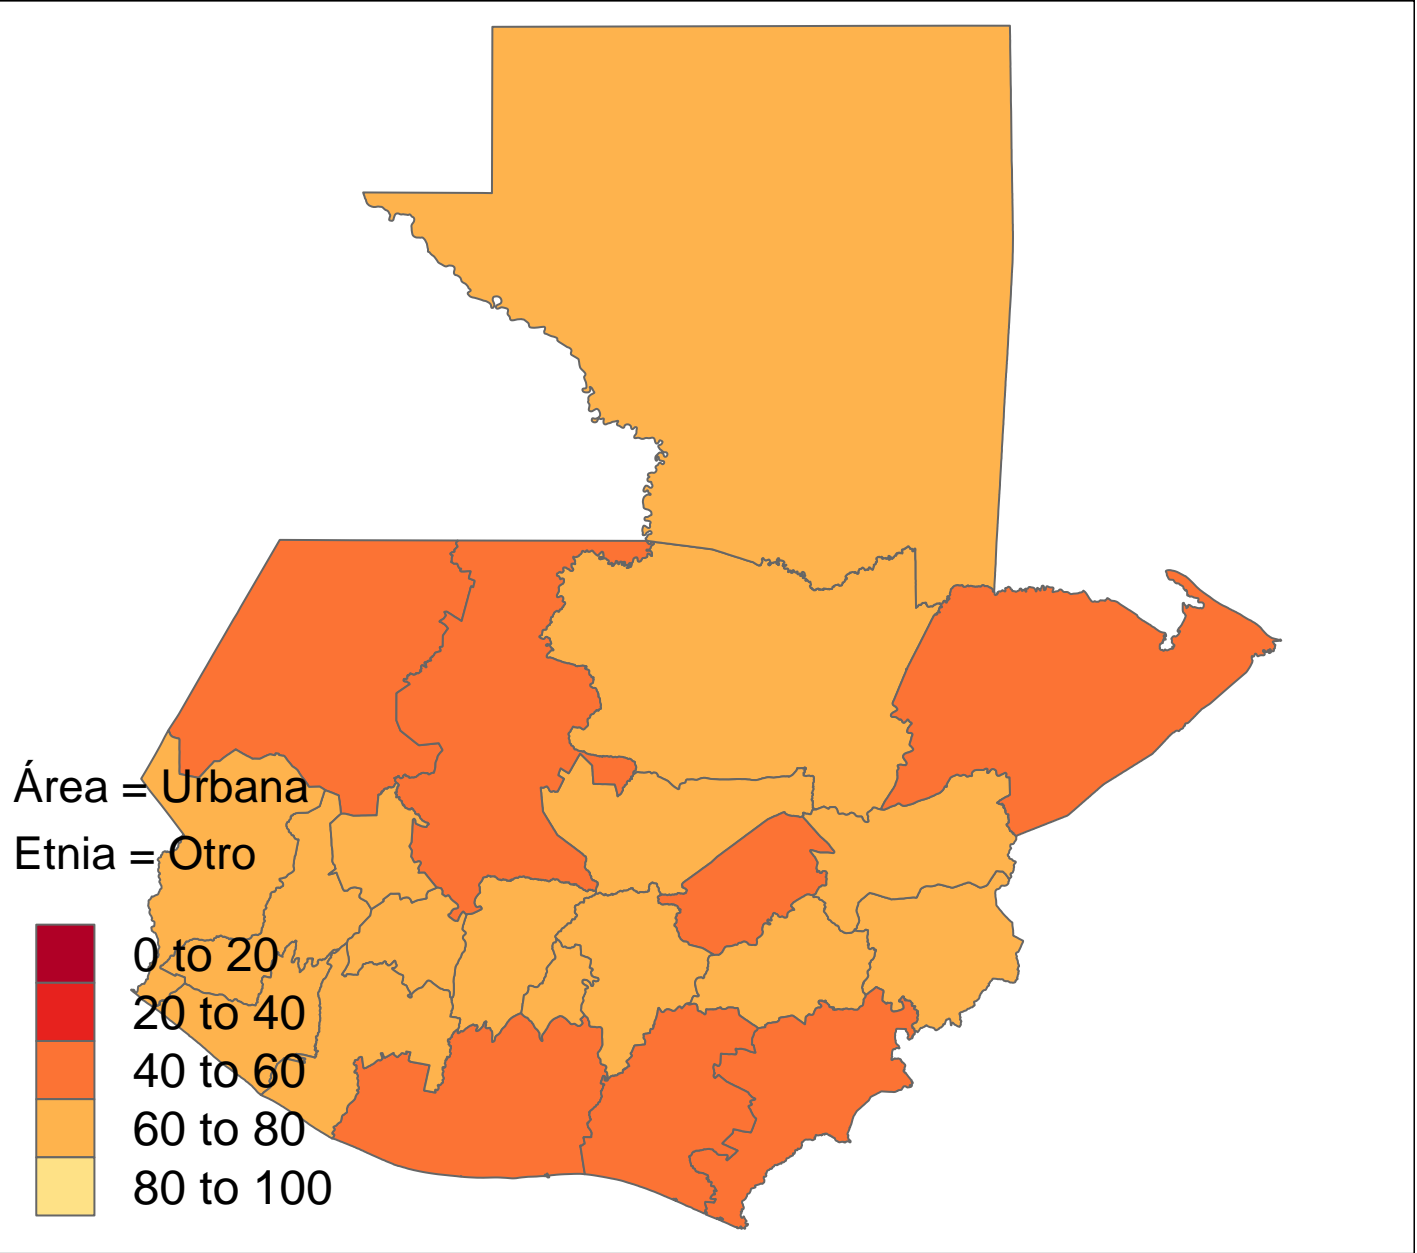 Área = Urbana
Etnia = Otro
0 to 20
20 to 40
40 to 60
60 to 80
80 to 100